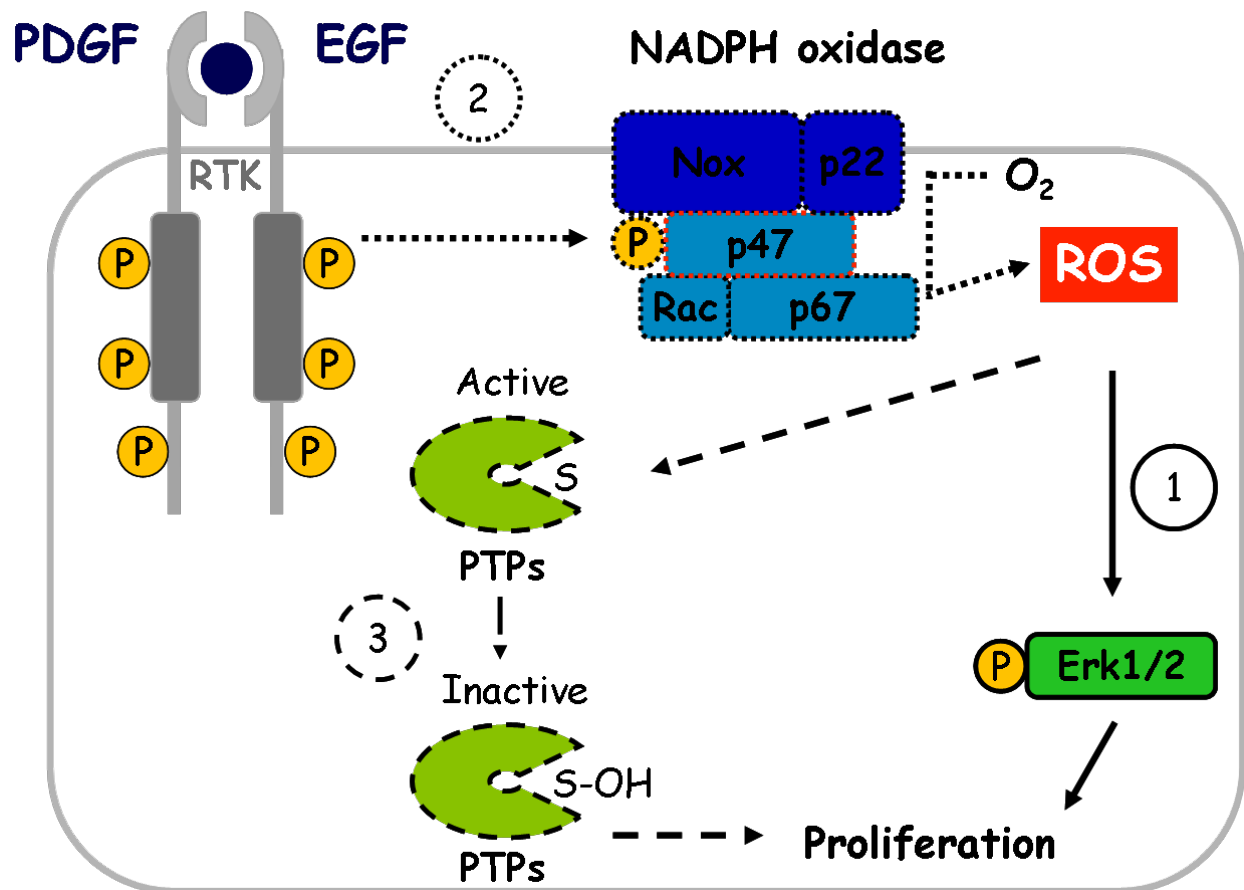 PDGF
EGF
NADPH oxidase
2
RTK
Nox
p22
O₂
P
P
P
p47
ROS
Rac
p67
P
P
Active
P
P
S
1
PTPs
3
P
Erk1/2
Inactive
S-OH
PTPs
Proliferation